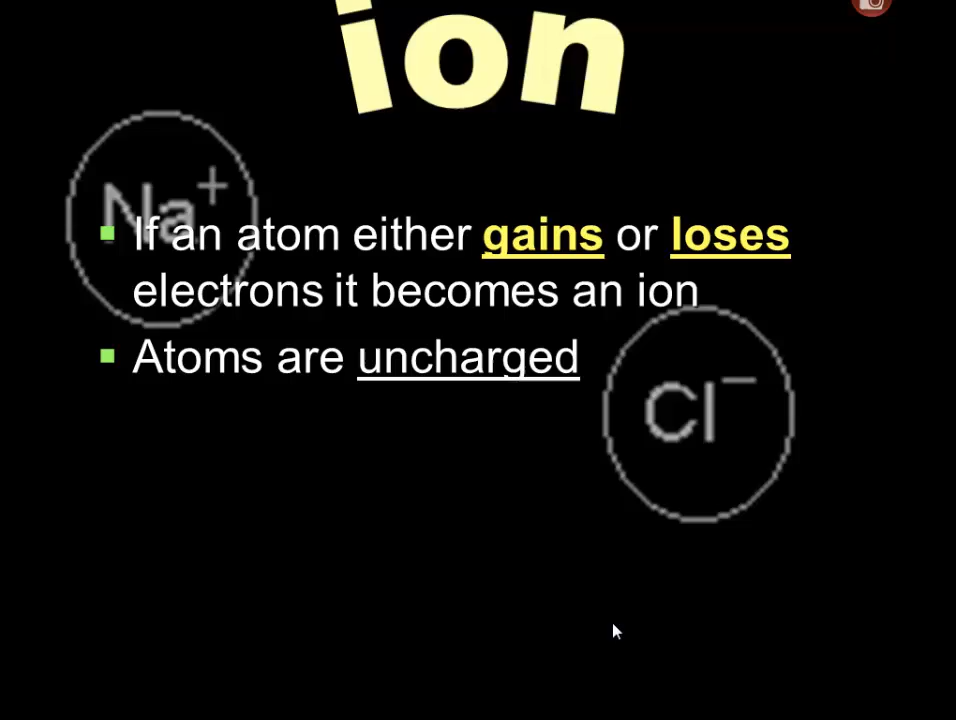 ion
Na⁺
If an atom either gains or loses
electrons it becomes an ion
Atoms are uncharged
Cl⁻